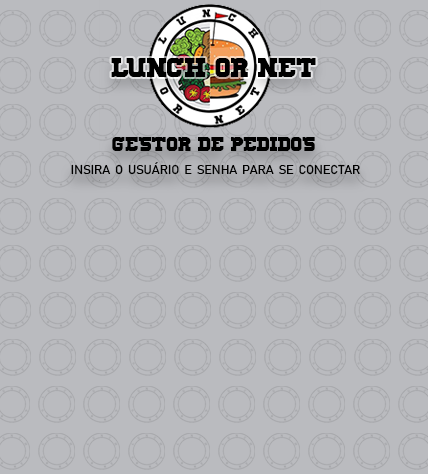 LUNCH
LUNCH OR NET
OR NET
GESTOR DE PEDIDOS
INSIRA O USUÁRIO E SENHA PARA SE CONECTAR